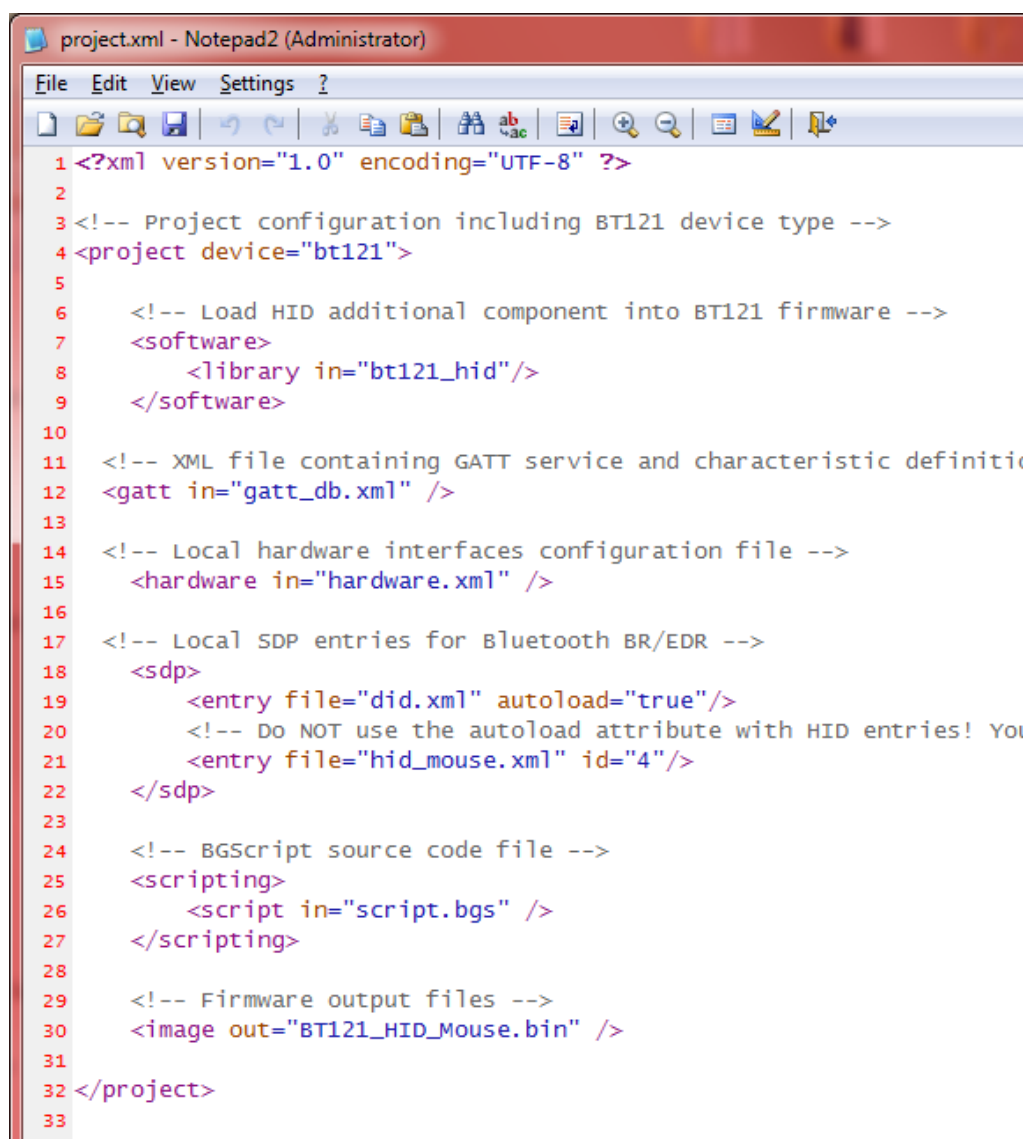 project.xml - Notepad2 (Administrator)
File Edit View Settings ?
1 <?xml version="1.0" encoding="UTF-8" ?>
2
3 <!-- Project configuration including BT121 device type -->
4 <project device="bt121">
5
6 <!-- Load HID additional component into BT121 firmware -->
7 <software>
8 <library in="bt121_hid"/>
9 </software>
10
11 <!-- XML file containing GATT service and characteristic
12 <gatt in="gatt_db.xml" />
13
14 <!-- Local hardware interfaces configuration file -->
15 <hardware in="hardware.xml" />
16
17 <!-- Local SDP entries for Bluetooth BR/EDR -->
18 <sdp>
19 <entry file="did.xml" autoload="true"/>
20 <!-- Do NOT use the autoload attribute with HID entries!
21 <entry file="hid_mouse.xml" id="4"/>
22 </sdp>
23
24 <!-- BGScript source code file -->
25 <scripting>
26 <script in="script.bgs" />
27 </scripting>
28
29 <!-- Firmware output files -->
30 <image out="BT121_HID_Mouse.bin" />
31
32 </project>
33